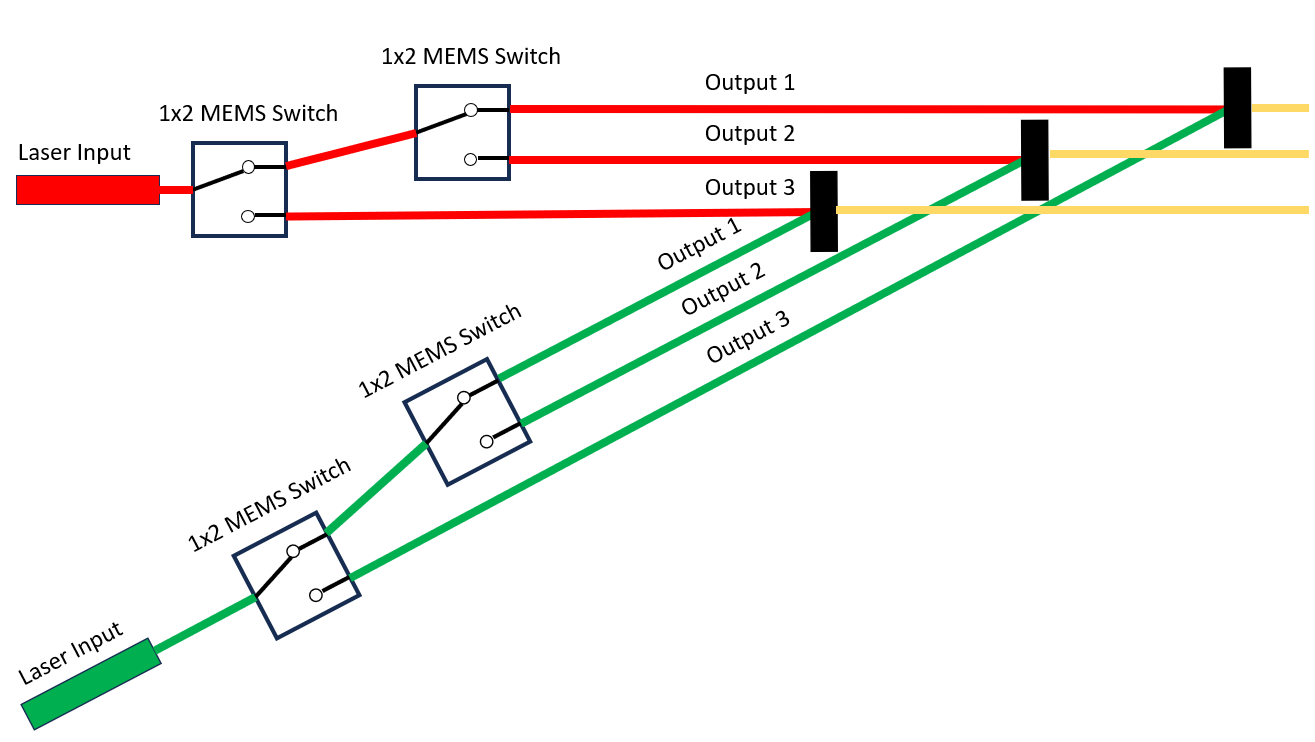 1x2 MEMS Switch
1x2 MEMS Switch
Laser Input
Output 1
Output 2
Output 3
Output 1
Output 2
Output 3
1x2 MEMS Switch
1x2 MEMS Switch
Laser Input